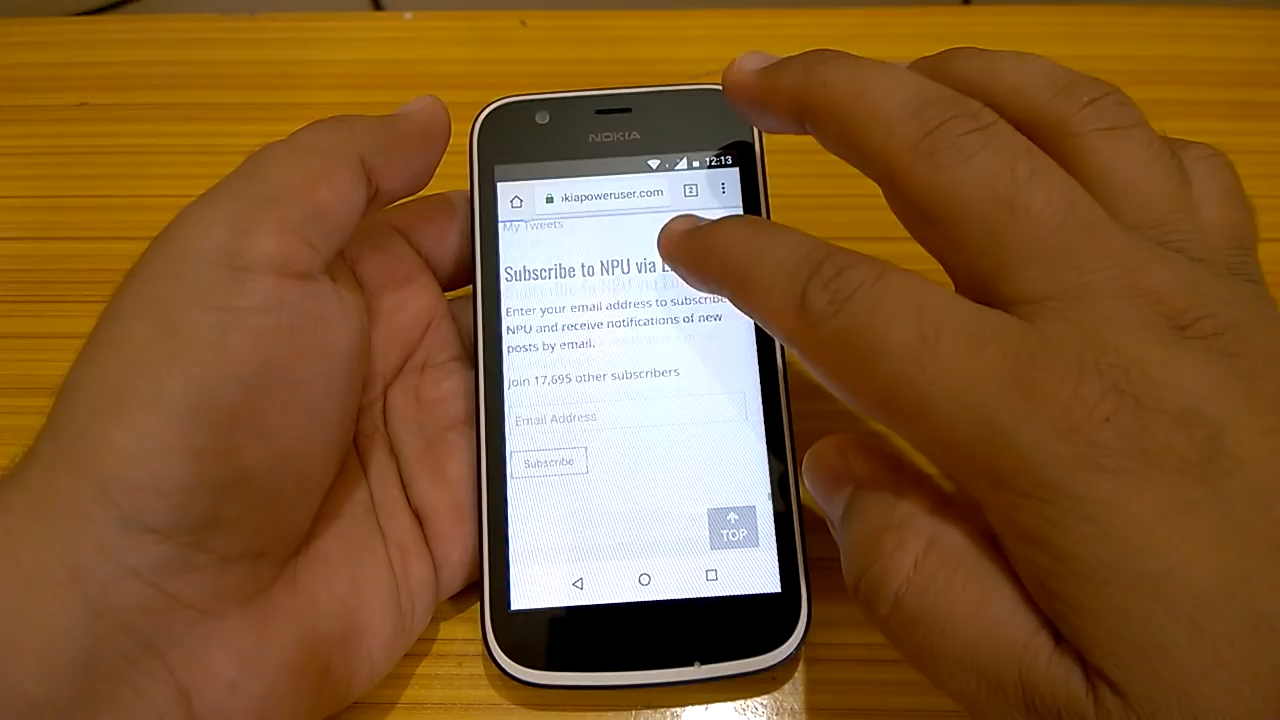 NOKIA
12:13
kiapoweruser.com
2
My Tweets
Subscribe to NPU via
Enter your email address to subscribe
NPU and receive notifications of new
posts by email.
Join 17,695 other subscribers
Email Address
Subscribe
TOP